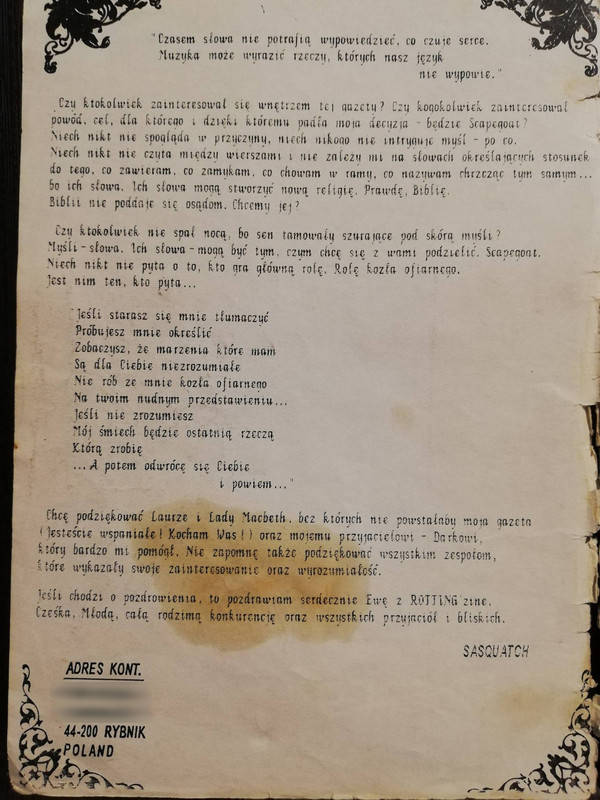 "Czasem słowa nie potrafią wypowiedzieć, co czuje serce.
Muzyka może wyrazić rzeczy, których nasz język
nie wypowie."
Czy ktokolwiek zainteresował się wnętrzem tej gazety? Czy kogokolwiek zainteresował
powód, cel, dla którego i dzięki któremu padła moja decyzja - będzie Scapegoat?
Niech nikt nie spogląda w przyczyny, niech nikogo nie intryguje myśl - po co.
Niech nikt nie czyta między wierszami i nie zależy mi na słowach określających stosunek
do tego, co zawieram, co zamykam, co chowam w ramy, co nazywam chrzcząc tym samym...
bo ich słowa. Ich słowa mogą stworzyć nową religię. Prawdę, Biblię.
Biblii nie poddaje się osądom. Chcemy jej?
Czy ktokolwiek nie spał nocą, bo sen tamowały szurające pod skórą myśli?
Myśli - słowa. Ich słowa - mogą być tym, czym chcę się z wami podzielić. Scapegoat.
Niech nikt nie pyta o to, kto gra główną rolę. Rolę kozła ofiarnego.
Jest nim ten, kto pyta...
"Jeśli starasz się mnie tłumaczyć
Próbujesz mnie określić
Zobaczysz, że marzenia które mam
Są dla Ciebie niezrozumiałe
Nie rób ze mnie kozła ofiarnego
Na twoim nudnym przedstawieniu...
Jeśli nie zrozumiesz
Mój śmiech będzie ostatnią rzeczą
Którą zrobię
...A potem odwrócę się Ciebie
i powiem..."
Chcę podziękować Laurze i Lady Macbeth, bez których nie powstałaby moja gazeta
(Jesteście wspaniałe! Kocham Was!) oraz mojemu przyjacielowi - Darkowi,
który bardzo mi pomógł. Nie zapomnę także podziękować wszystkim zespołom,
które wykazały swoje zainteresowanie oraz wyrozumiałość.
Jeśli chodzi o pozdrowienia, to pozdrawiam serdecznie Ewę z ROTTING'zine,
Cześka, Młodą, całą rodzimą konkurencję oraz wszystkich przyjaciół i bliskich.
SASQUATCH
ADRES KONT.
44-200 RYBNIK
POLAND